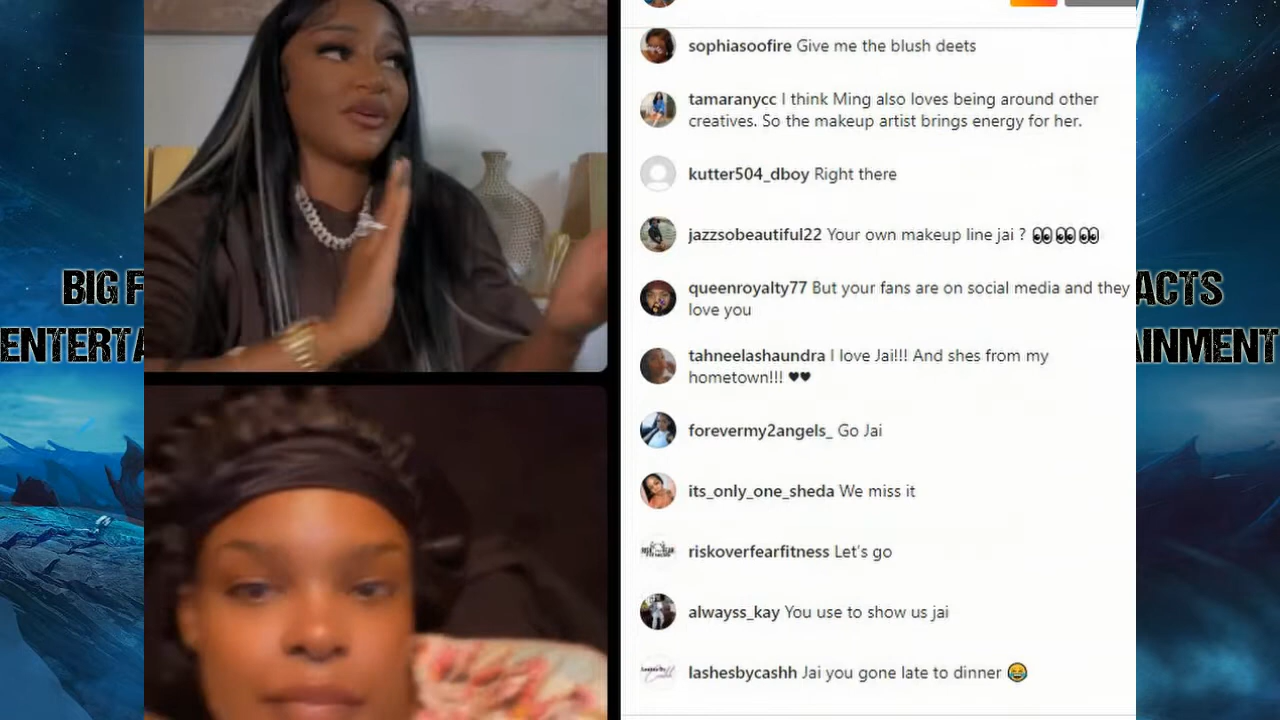 BIG F
ENTERTA
sophiasoofire Give me the blush deets
tamaranycc I think Ming also loves being around other
creatives. So the makeup artist brings energy for her.
kutter504_dboy Right there
jazzsobeautiful22 Your own makeup line jai ? 👀👀👀
queenroyalty77 But your fans are on social media and they
love you
tahneelashaundra I love Jai!!! And shes from my
hometown!!! ♥♥
forevermy2angels_ Go Jai
its_only_one_sheda We miss it
riskoverfearfitness Let's go
alwayss_kay You use to show us jai
lashesbycashh Jai you gone late to dinner 😂
ACTS
AINMENT